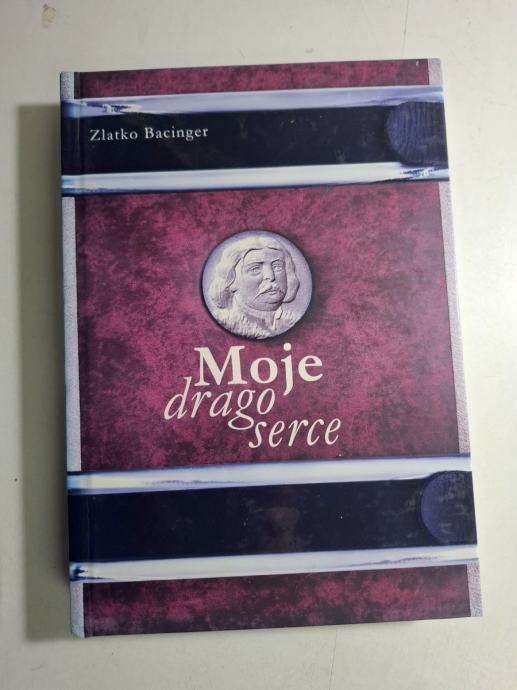 Zlatko Bacinger
Moje
drago
serce